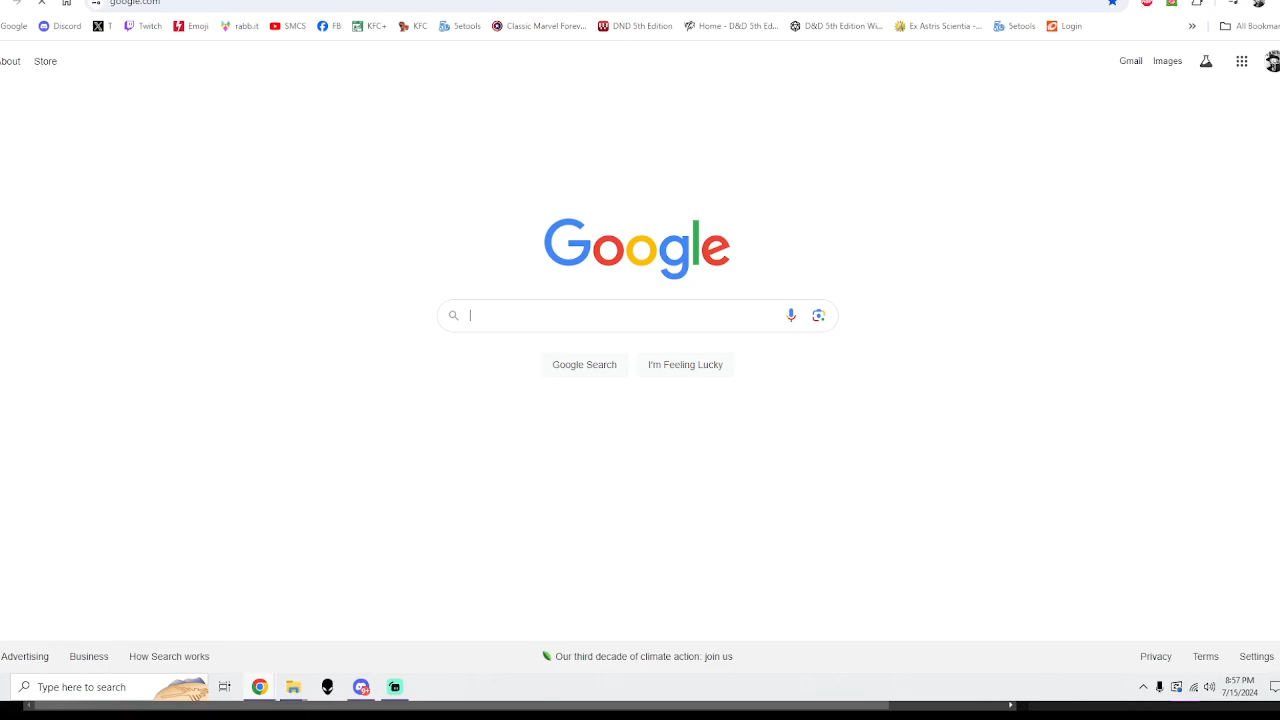 google.com
Google Discord T Twitch Emoji rabb.it SMCS FB KFC+ KFC 5etools Classic Marvel Forev... DND 5th Edition Home - D&D 5th Ed... D&D 5th Edition Wi... Ex Astris Scientia -... 5etools Login » All Bookmar
About Store Gmail Images
Google
Google Search I'm Feeling Lucky
Advertising Business How Search works Our third decade of climate action: join us Privacy Terms Settings
Type here to search 8:57 PM
7/15/2024